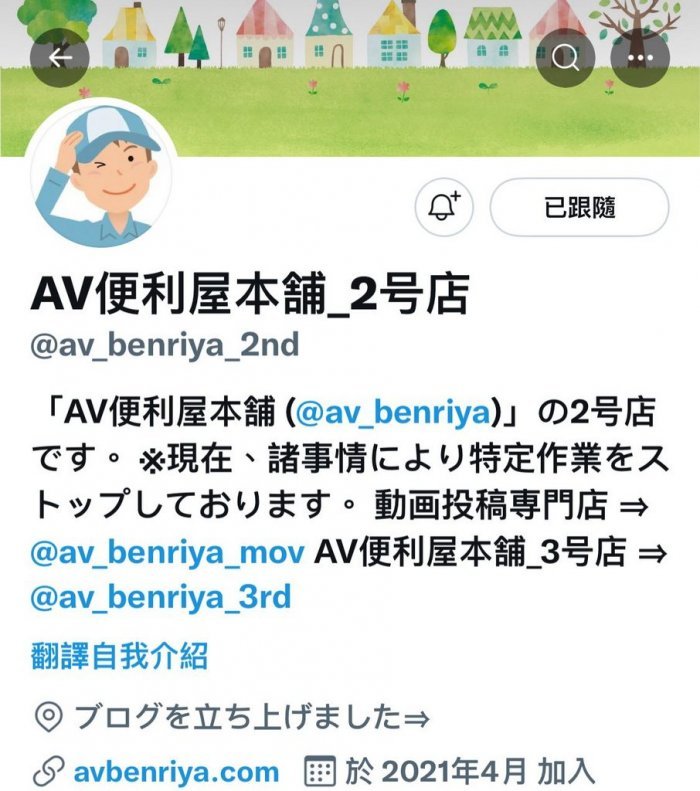 已跟隨
AV便利屋本舗_2号店
@av_benriya_2nd
「AV便利屋本舗 (@av_benriya)」の2号店
です。 ※現在、諸事情により特定作業をス
トップしております。 動画投稿専門店 ⇒
@av_benriya_mov AV便利屋本舗_3号店 ⇒
@av_benriya_3rd
翻譯自我介紹
ブログを立ち上げました⇒
avbenriya.com 於 2021年4月 加入